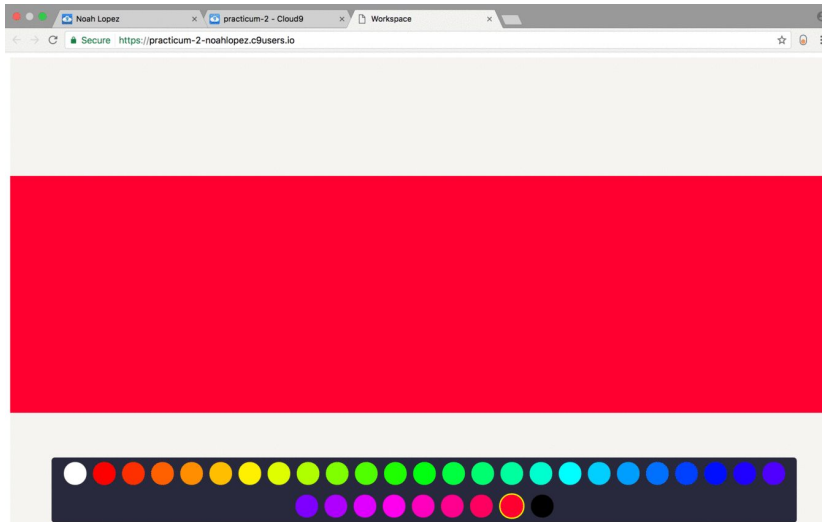 Noah Lopez
practicum-2 - Cloud9
Workspace
Secure https://practicum-2-noahlopez.c9users.io